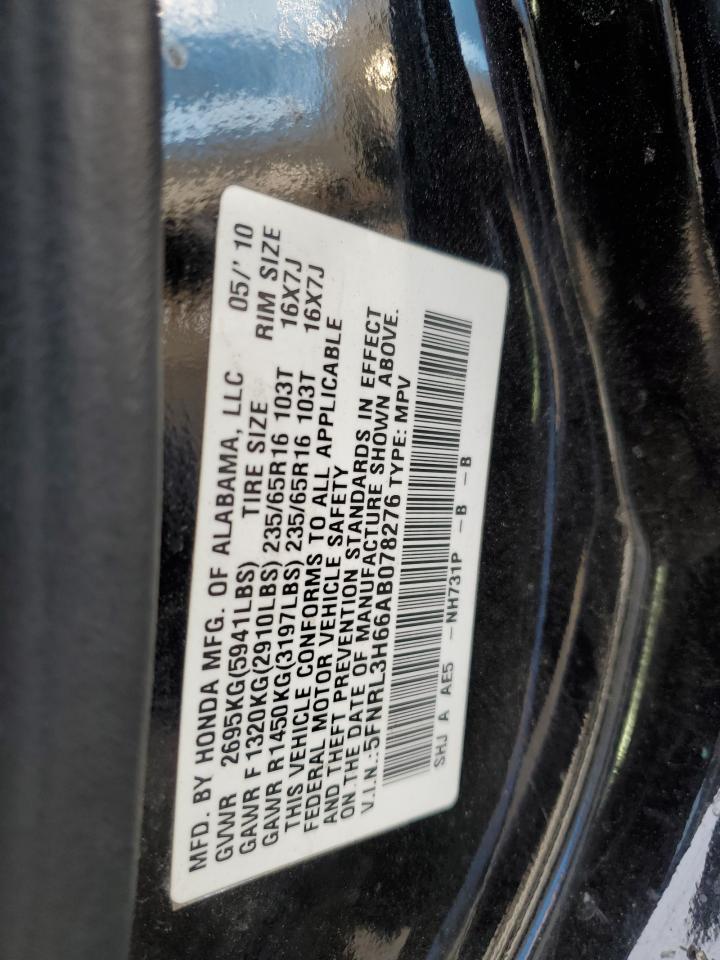 MFD. BY HONDA MFG. OF ALABAMA, LLC 05/' 10
GVWR 2695KG(5941LBS) TIRE SIZE RIM SIZE
GAWR F 1320KG(2910LBS) 235/65R16 103T 16X7J
GAWR R1450KG(3197LBS) 235/65R16 103T 16X7J
THIS VEHICLE CONFORMS TO ALL APPLICABLE
FEDERAL MOTOR VEHICLE SAFETY
AND THEFT PREVENTION STANDARDS IN EFFECT
ON THE DATE OF MANUFACTURE SHOWN ABOVE.
V.I.N.:5FNRL3H66AB078276 TYPE: MPV
SHJ A AE5 -NH731P -B -B